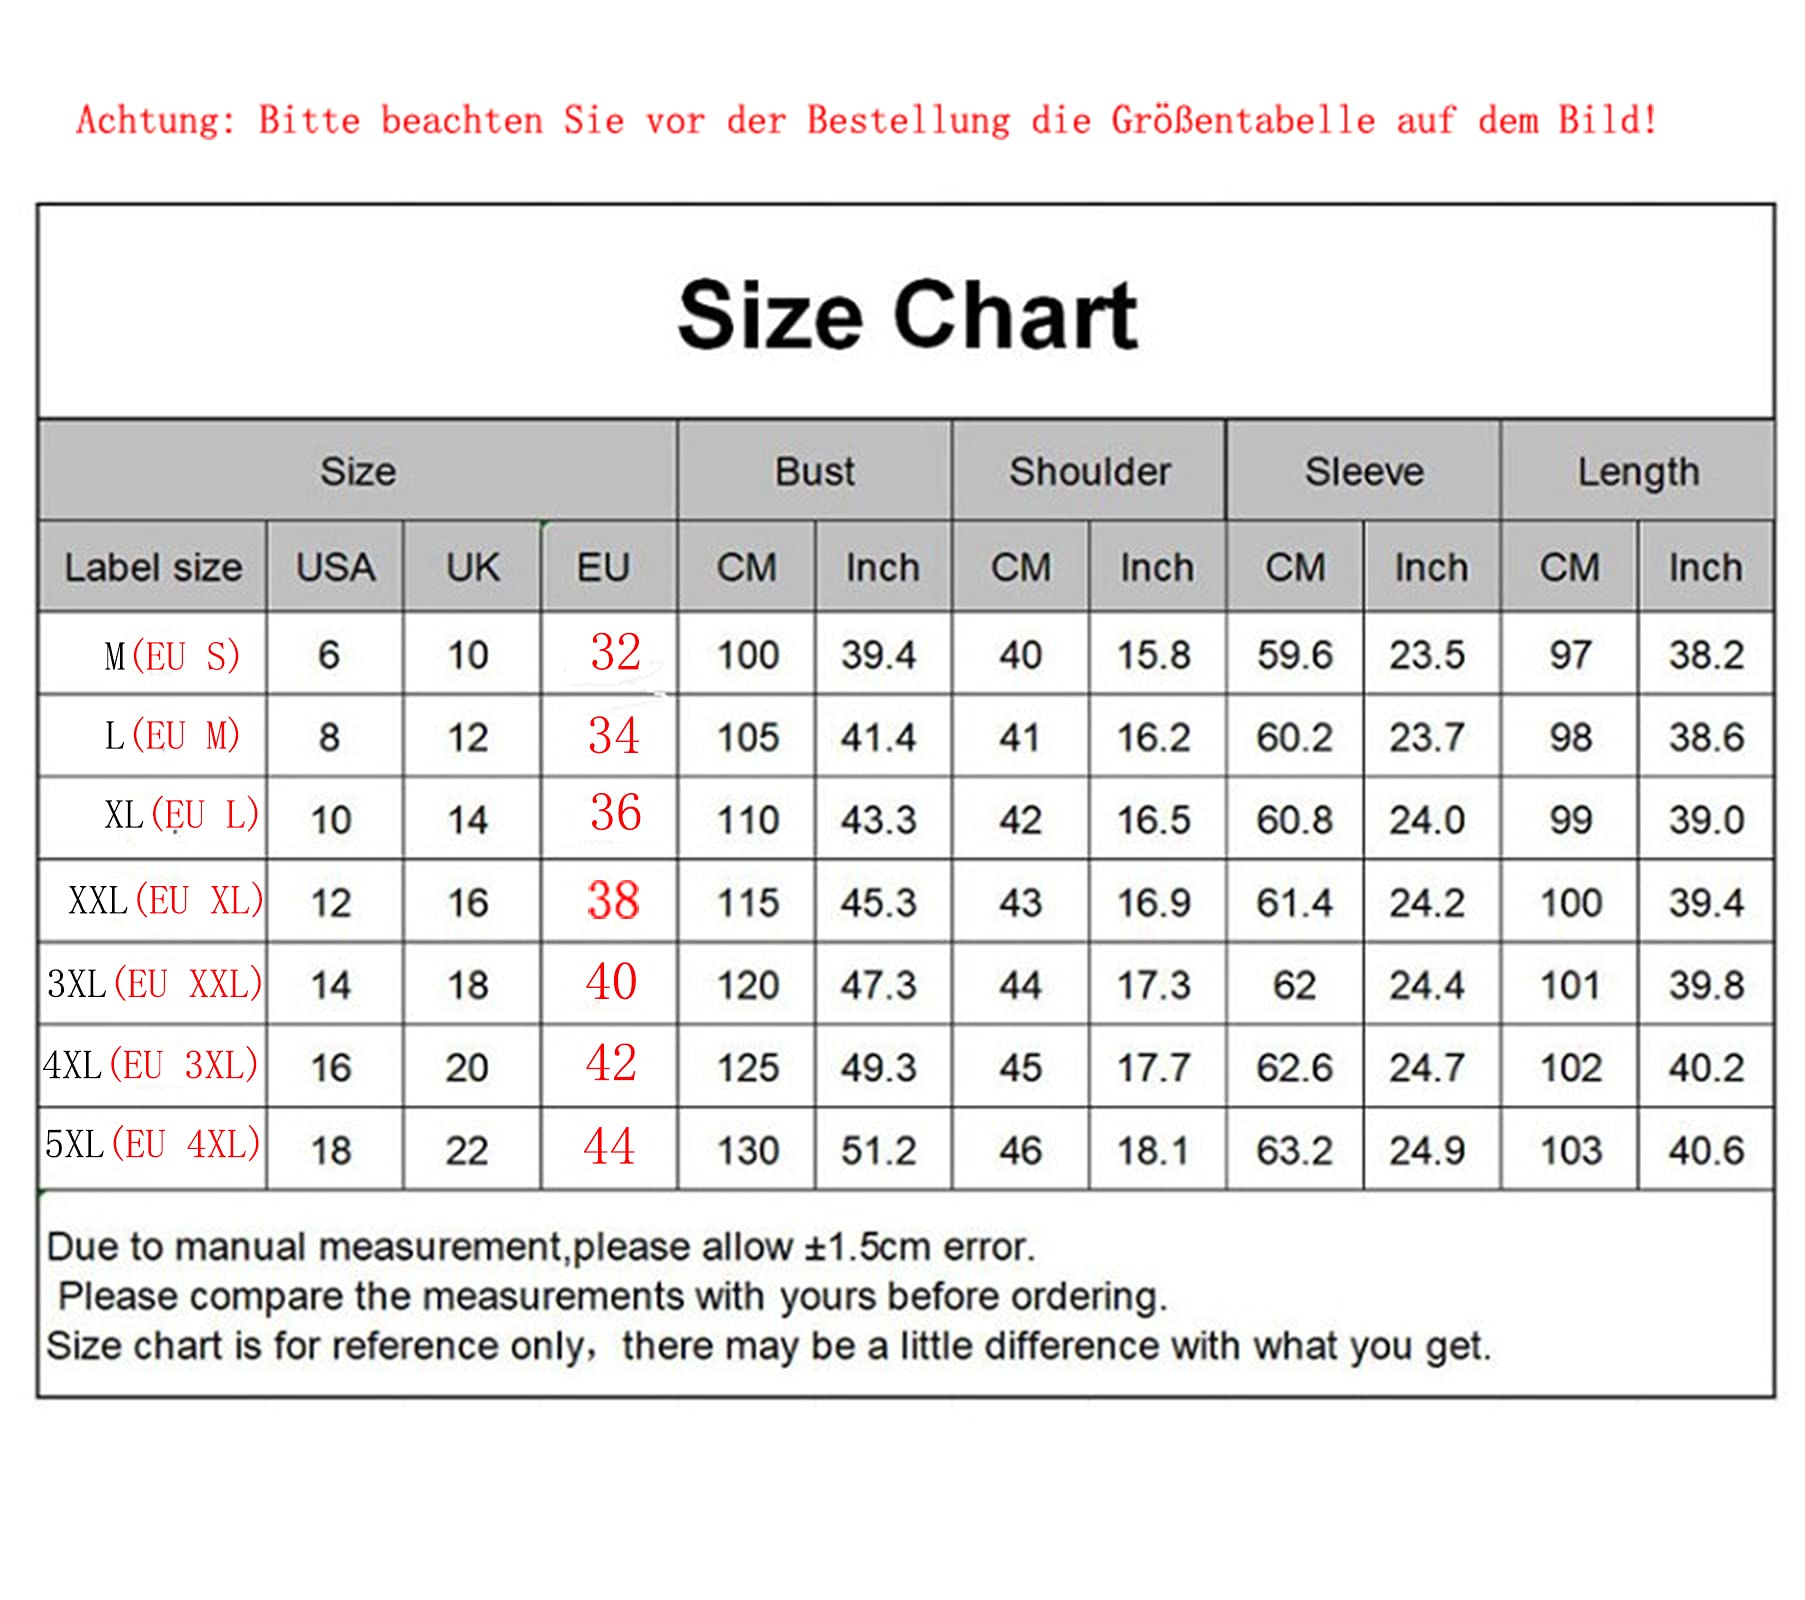 Achtung: Bitte beachten Sie vor der Bestellung die Größentabelle auf dem Bild!
Size Chart
Size Bust Shoulder Sleeve Length
Label size USA UK EU CM Inch CM Inch CM Inch CM Inch
M(EU S) 6 10 32 100 39.4 40 15.8 59.6 23.5 97 38.2
L(EU M) 8 12 34 105 41.4 41 16.2 60.2 23.7 98 38.6
XL(EU L) 10 14 36 110 43.3 42 16.5 60.8 24.0 99 39.0
XXL(EU XL) 12 16 38 115 45.3 43 16.9 61.4 24.2 100 39.4
3XL(EU XXL) 14 18 40 120 47.3 44 17.3 62 24.4 101 39.8
4XL(EU 3XL) 16 20 42 125 49.3 45 17.7 62.6 24.7 102 40.2
5XL(EU 4XL) 18 22 44 130 51.2 46 18.1 63.2 24.9 103 40.6
Due to manual measurement,please allow ±1.5cm error.
Please compare the measurements with yours before ordering.
Size chart is for reference only，there may be a little difference with what you get.